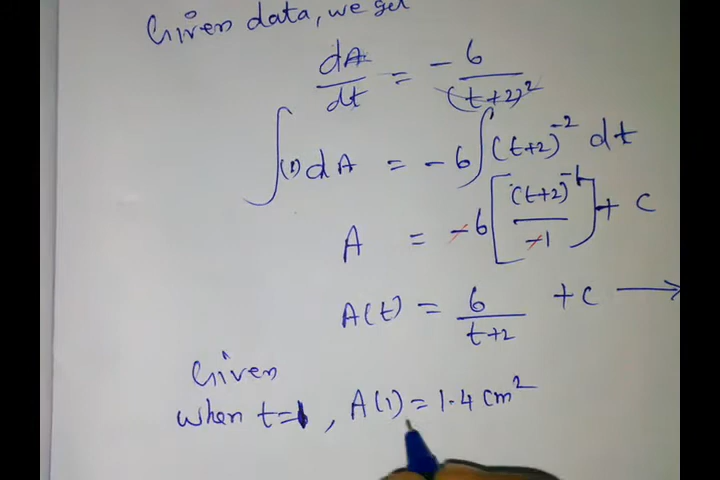 Given data, we get
dA/dt = -6/(t+2)²
∫(1)dA = -6∫(t+2)⁻² dt
A = -6[(t+2)⁻¹/-1] + C
A(t) = 6/t+2 + C →
Given
when t=1, A(1) = 1.4 cm²